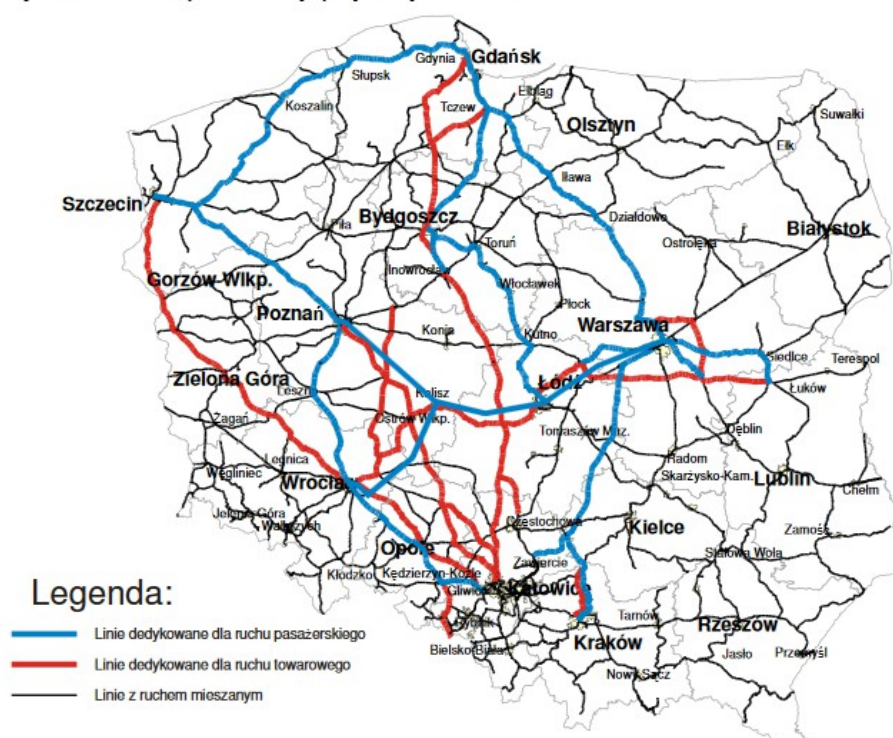 Gdańsk
Gdynia
Słupsk
Koszalin
Tczew
Elbląg
Olsztyn
Suwałki
Ełk
Szczecin
Iława
Bydgoszcz
Piła
Toruń
Działdowo
Ostrołęka
Białystok
Inowrocław
Gorzów Wlkp.
Włocławek
Płock
Poznań
Konin
Kutno
Warszawa
Siedlce
Terespol
Zielona Góra
Leszno
Kalisz
Łódź
Łuków
Żagań
Ostrów Wlkp.
Tomaszów Maz.
Dęblin
Legnica
Radom
Węgliniec
Wrocław
Skarżysko-Kam.
Lublin
Chełm
Jelenia Góra
Wałbrzych
Częstochowa
Kielce
Zamość
Opole
Stalowa Wola
Kłodzko
Kędzierzyn-Koźle
Zawiercie
Gliwice
Katowice
Rybnik
Tarnów
Rzeszów
Bielsko-Biała
Kraków
Jasło
Przemyśl
Nowy Sącz
Legenda:
Linie dedykowane dla ruchu pasażerskiego
Linie dedykowane dla ruchu towarowego
Linie z ruchem mieszanym